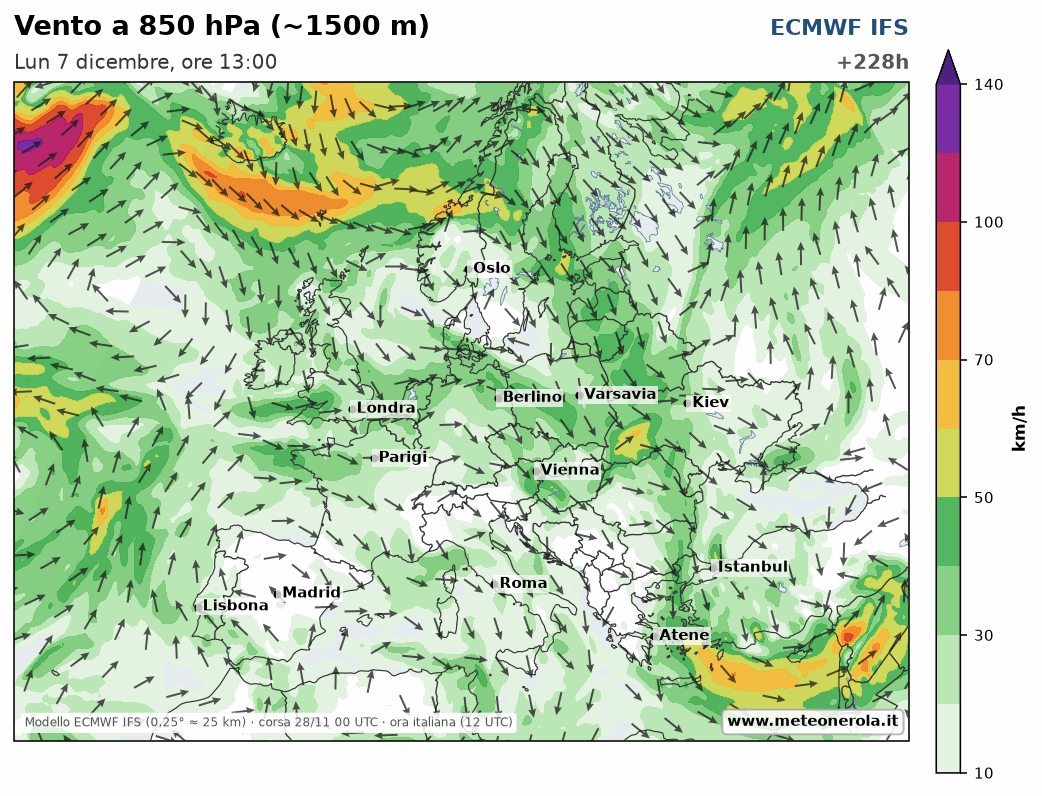 Vento a 850 hPa (~1500 m)
ECMWF IFS
Lun 7 dicembre, ore 13:00
+228h
140
100
70
50
30
10
km/h
Oslo
Berlino
Varsavia
Kiev
Londra
Parigi
Vienna
Istanbul
Roma
Madrid
Lisbona
Atene
Modello ECMWF IFS (0,25° ≈ 25 km) · corsa 28/11 00 UTC · ora italiana (12 UTC)
www.meteonerola.it